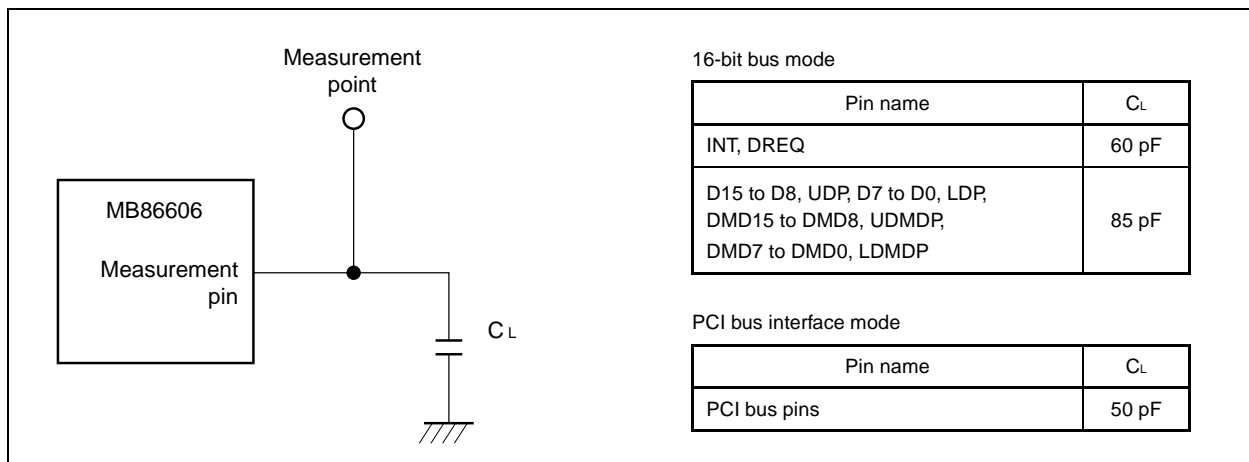 Measurement
point
MB86606
Measurement
pin
CL
16-bit bus mode
Pin name CL
INT, DREQ 60 pF
D15 to D8, UDP, D7 to D0, LDP,
DMD15 to DMD8, UDMDP,
DMD7 to DMD0, LDMDP
85 pF
PCI bus interface mode
Pin name CL
PCI bus pins 50 pF